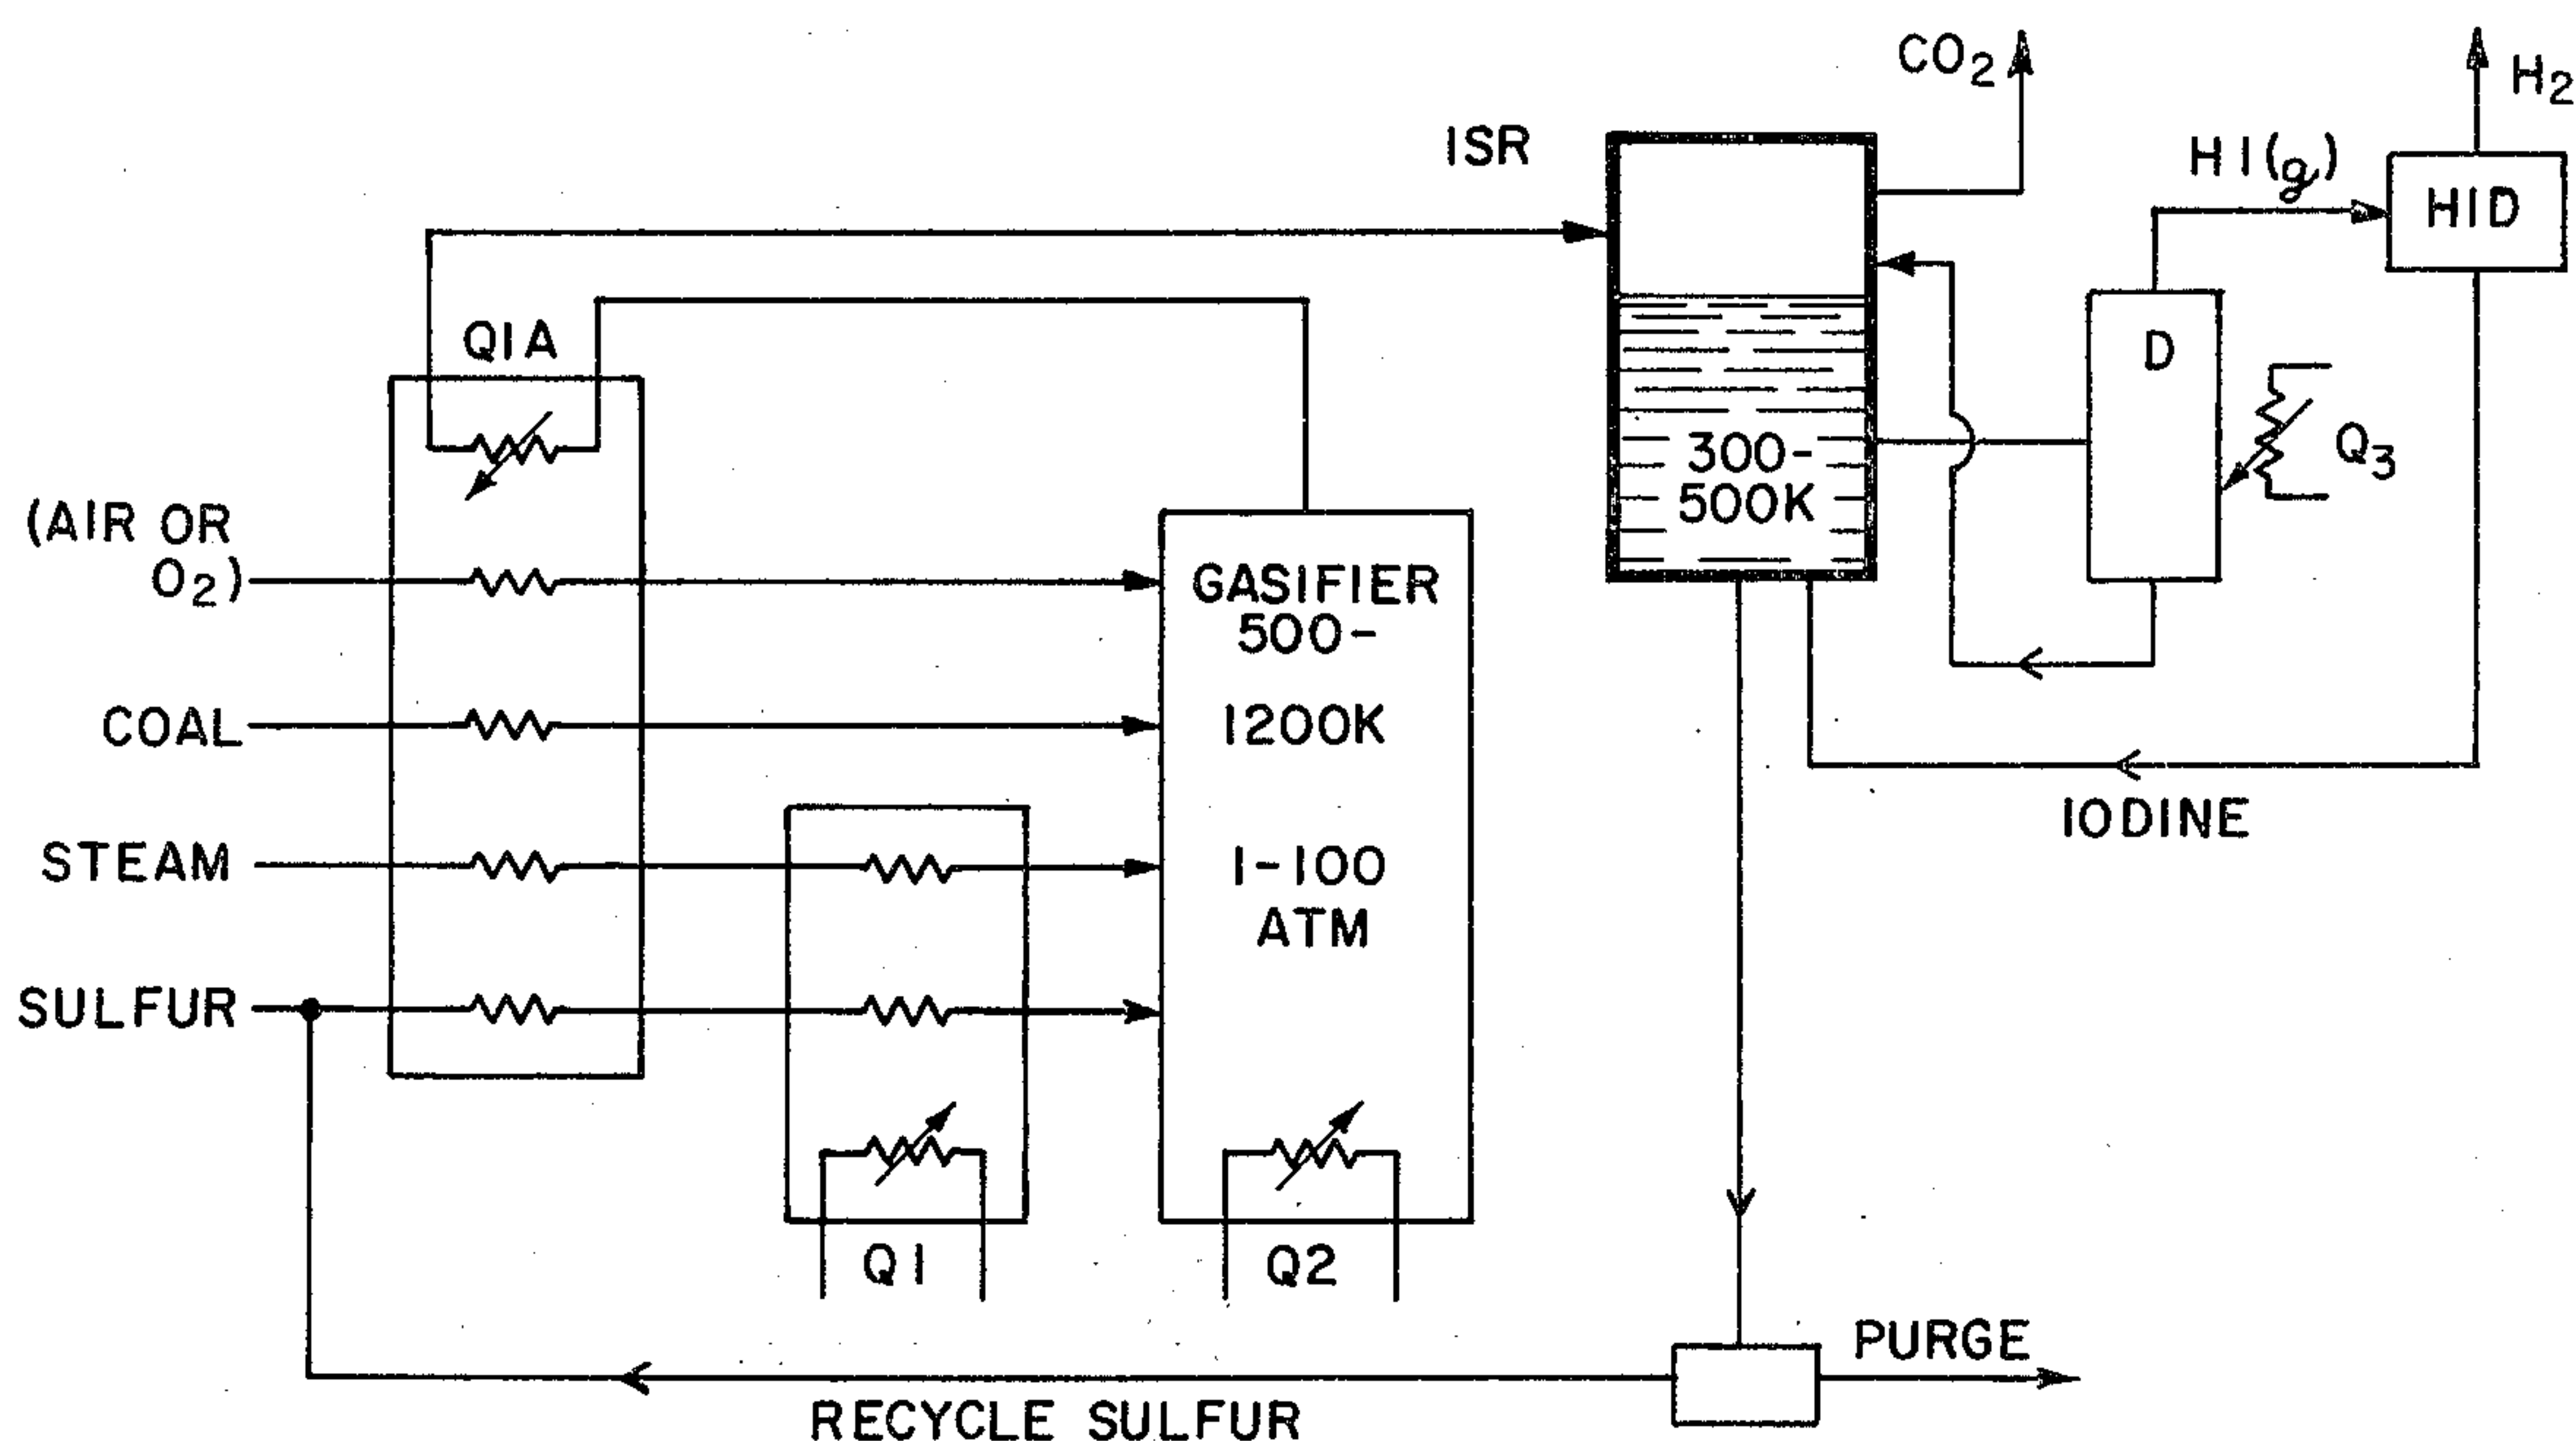 CO₂
H₂
ISR
HI(g)
HID
Q1A
D
300-
500K
Q₃
(AIR OR
O₂)
GASIFIER
500-
COAL
1200K
IODINE
STEAM
1-100
ATM
SULFUR
Q1
Q2
PURGE
RECYCLE SULFUR